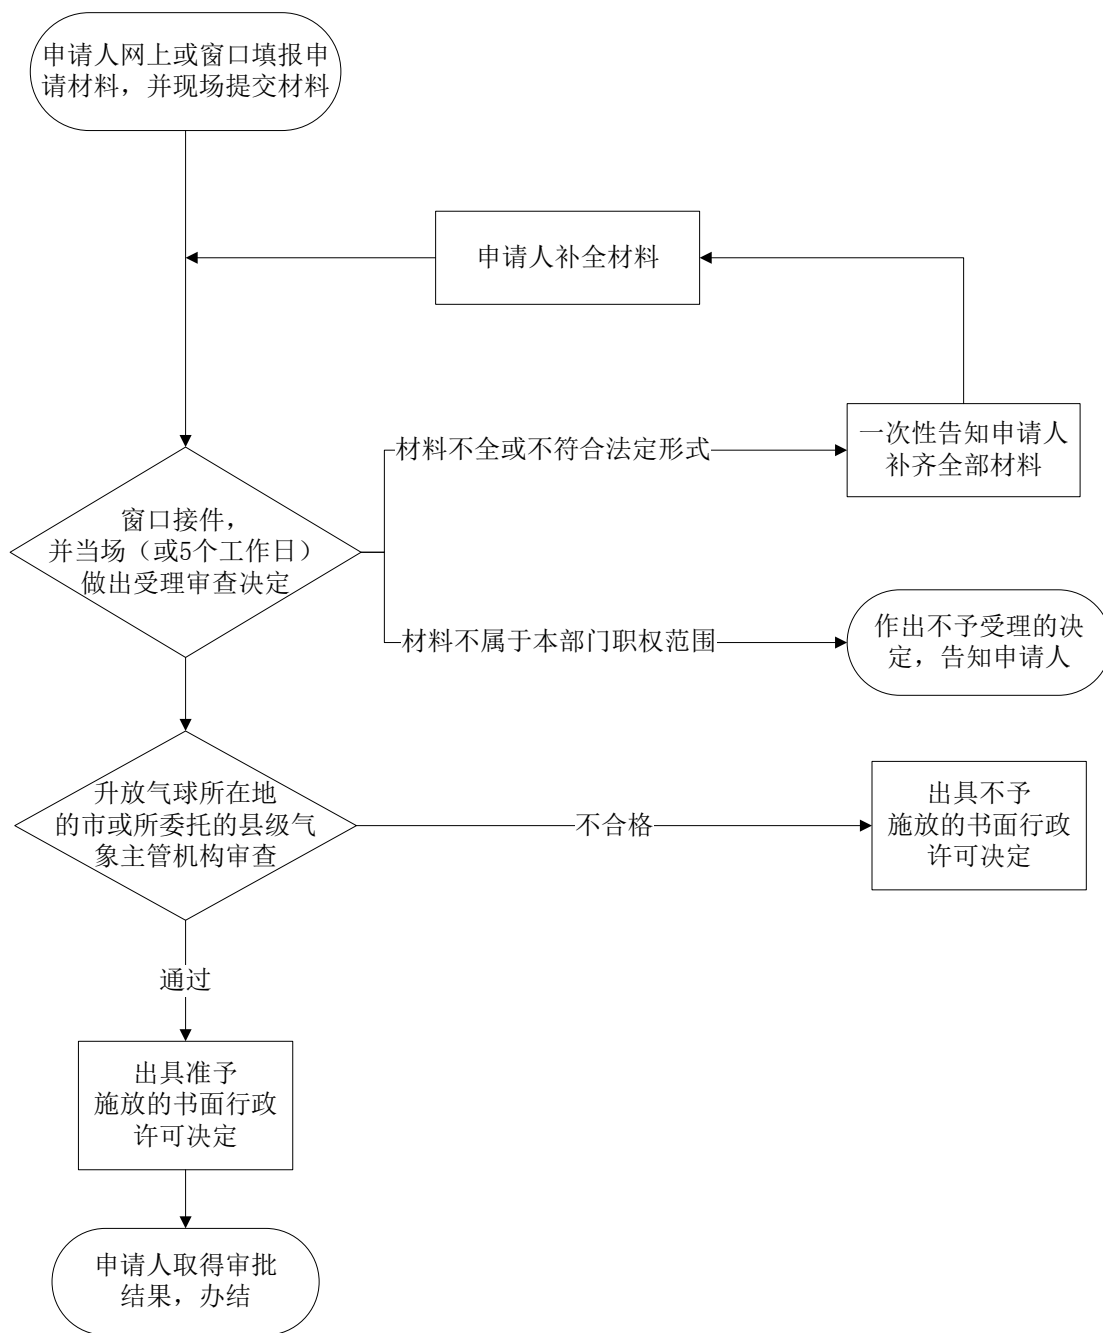 申请人网上或窗口填报申
请材料，并现场提交材料
申请人补全材料
材料不全或不符合法定形式
一次性告知申请人
补齐全部材料
窗口接件，
并当场（或5个工作日）
做出受理审查决定
材料不属于本部门职权范围
作出不予受理的决
定，告知申请人
升放气球所在地
的市或所委托的县级气
象主管机构审查
不合格
出具不予
施放的书面行政
许可决定
通过
出具准予
施放的书面行政
许可决定
申请人取得审批
结果，办结